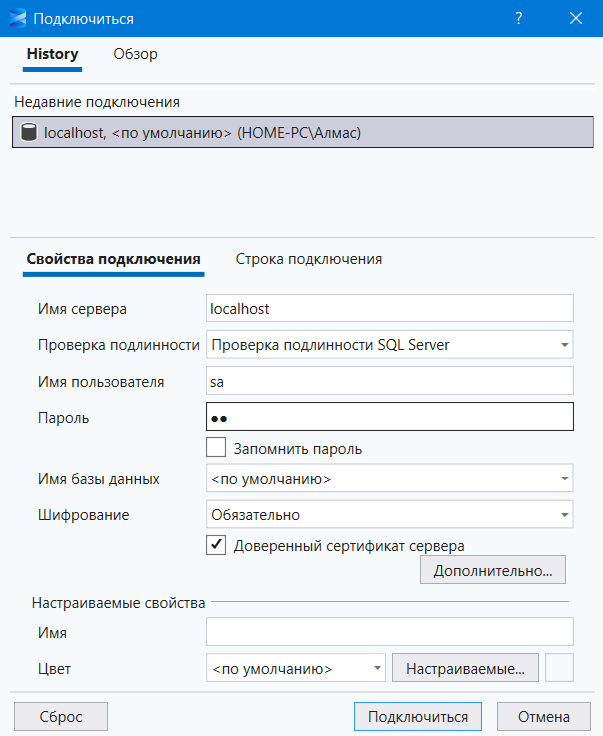 Подключиться ?
History Обзор
Недавние подключения
localhost, <по умолчанию> (HOME-PC\Алмас)
Свойства подключения Строка подключения
Имя сервера localhost
Проверка подлинности Проверка подлинности SQL Server
Имя пользователя sa
Пароль ●●
Запомнить пароль
Имя базы данных <по умолчанию>
Шифрование Обязательно
Доверенный сертификат сервера
Дополнительно...
Настраиваемые свойства
Имя
Цвет <по умолчанию> Настраиваемые...
Сброс Подключиться Отмена